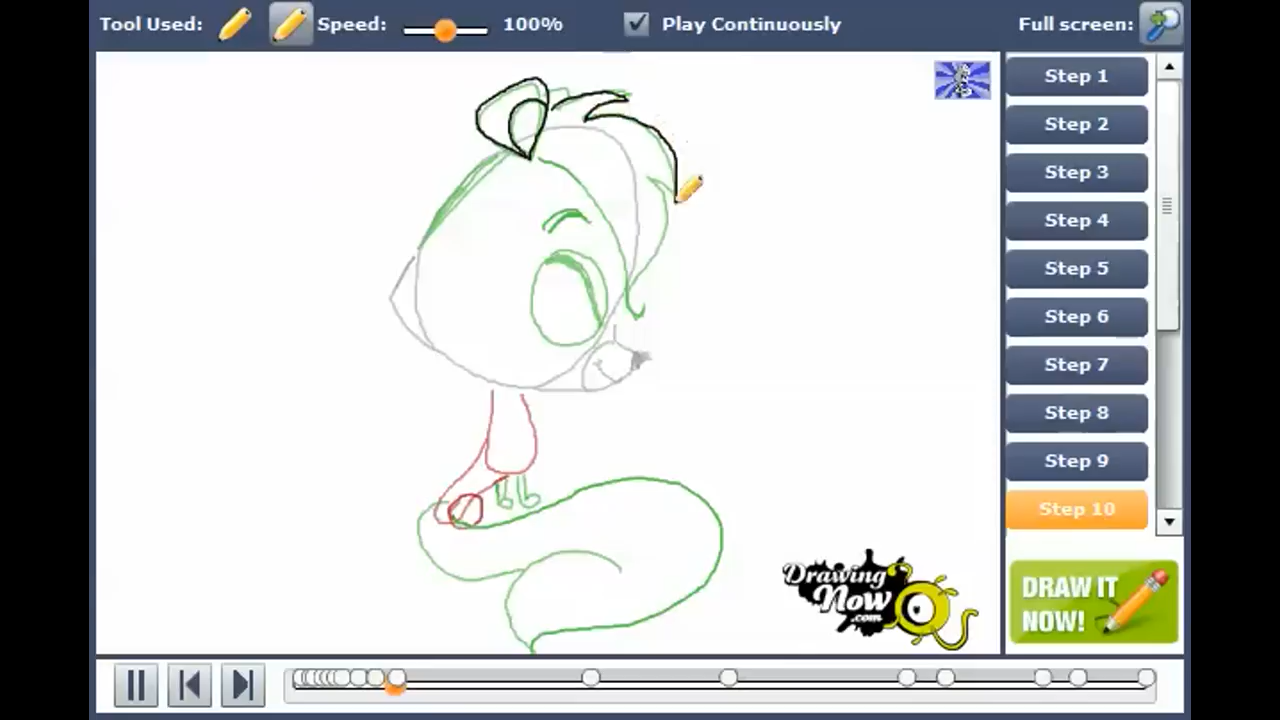 Tool Used:
Speed:
100%
Play Continuously
Full screen:
Step 1
Step 2
Step 3
Step 4
Step 5
Step 6
Step 7
Step 8
Step 9
Step 10
Drawing
Now
.com
DRAW IT
NOW!